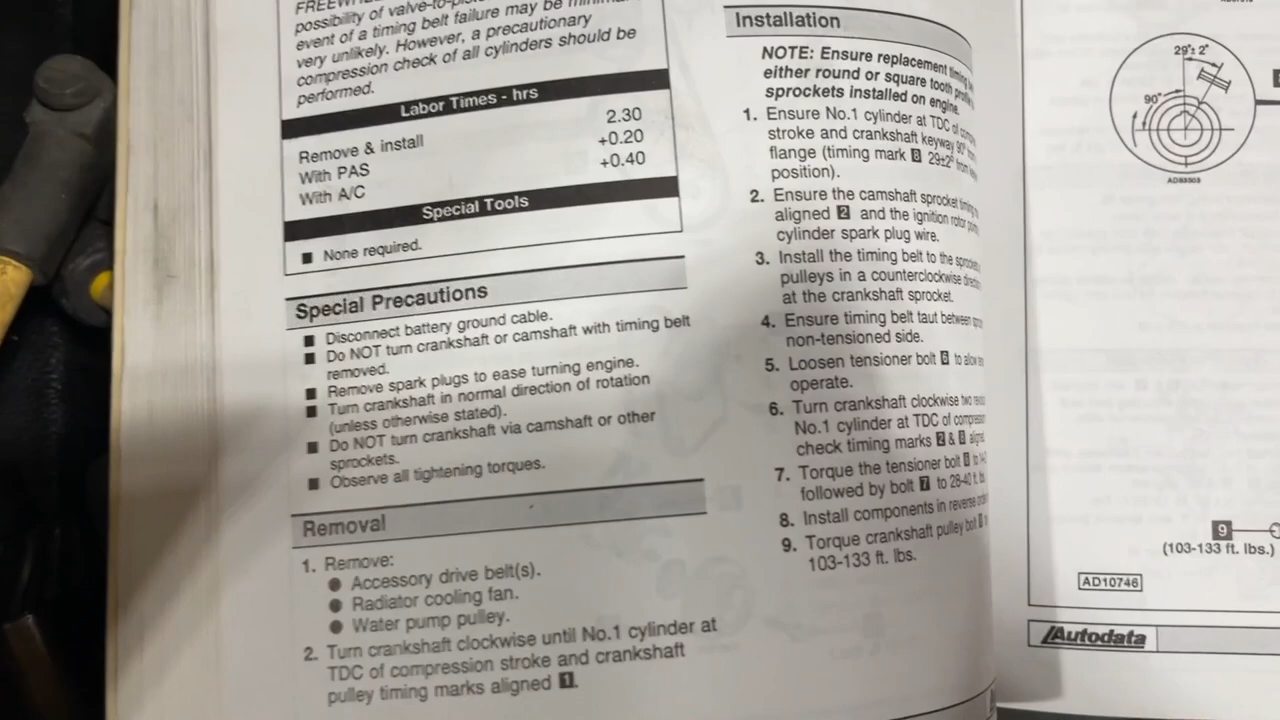 FREEWHEEL
possibility of valve-to-
event of a timing belt failure may be
very unlikely. However, a precautionary
compression check of all cylinders should be
performed.
Labor Times - hrs
Remove & install 2.30
With PAS +0.20
With A/C +0.40
Special Tools
■ None required.
Special Precautions
■ Disconnect battery ground cable.
■ Do NOT turn crankshaft or camshaft with timing belt
removed.
■ Remove spark plugs to ease turning engine.
■ Turn crankshaft in normal direction of rotation
(unless otherwise stated).
■ Do NOT turn crankshaft via camshaft or other
sprockets.
■ Observe all tightening torques.
Removal
1. Remove:
● Accessory drive belt(s).
● Radiator cooling fan.
● Water pump pulley.
2. Turn crankshaft clockwise until No.1 cylinder at
TDC of compression stroke and crankshaft
pulley timing marks aligned 1.
Installation
NOTE: Ensure replacement timing
either round or square tooth
sprockets installed on engine.
1. Ensure No.1 cylinder at TDC of
stroke and crankshaft keyway 90°
flange (timing mark 29±2°
position).
2. Ensure the camshaft sprocket timing
aligned 2 and the ignition rotor
cylinder spark plug wire.
3. Install the timing belt to the
pulleys in a counterclockwise
at the crankshaft sprocket.
4. Ensure timing belt taut between
non-tensioned side.
5. Loosen tensioner bolt 6 to allow
operate.
6. Turn crankshaft clockwise two
No.1 cylinder at TDC of
check timing marks 2 &
7. Torque the tensioner bolt
followed by bolt 7 to 28-40 ft.
8. Install components in reverse
9. Torque crankshaft pulley bolt
103-133 ft. lbs.
29°± 2°
90°
9
(103-133 ft. lbs.)
AD10746
Autodata